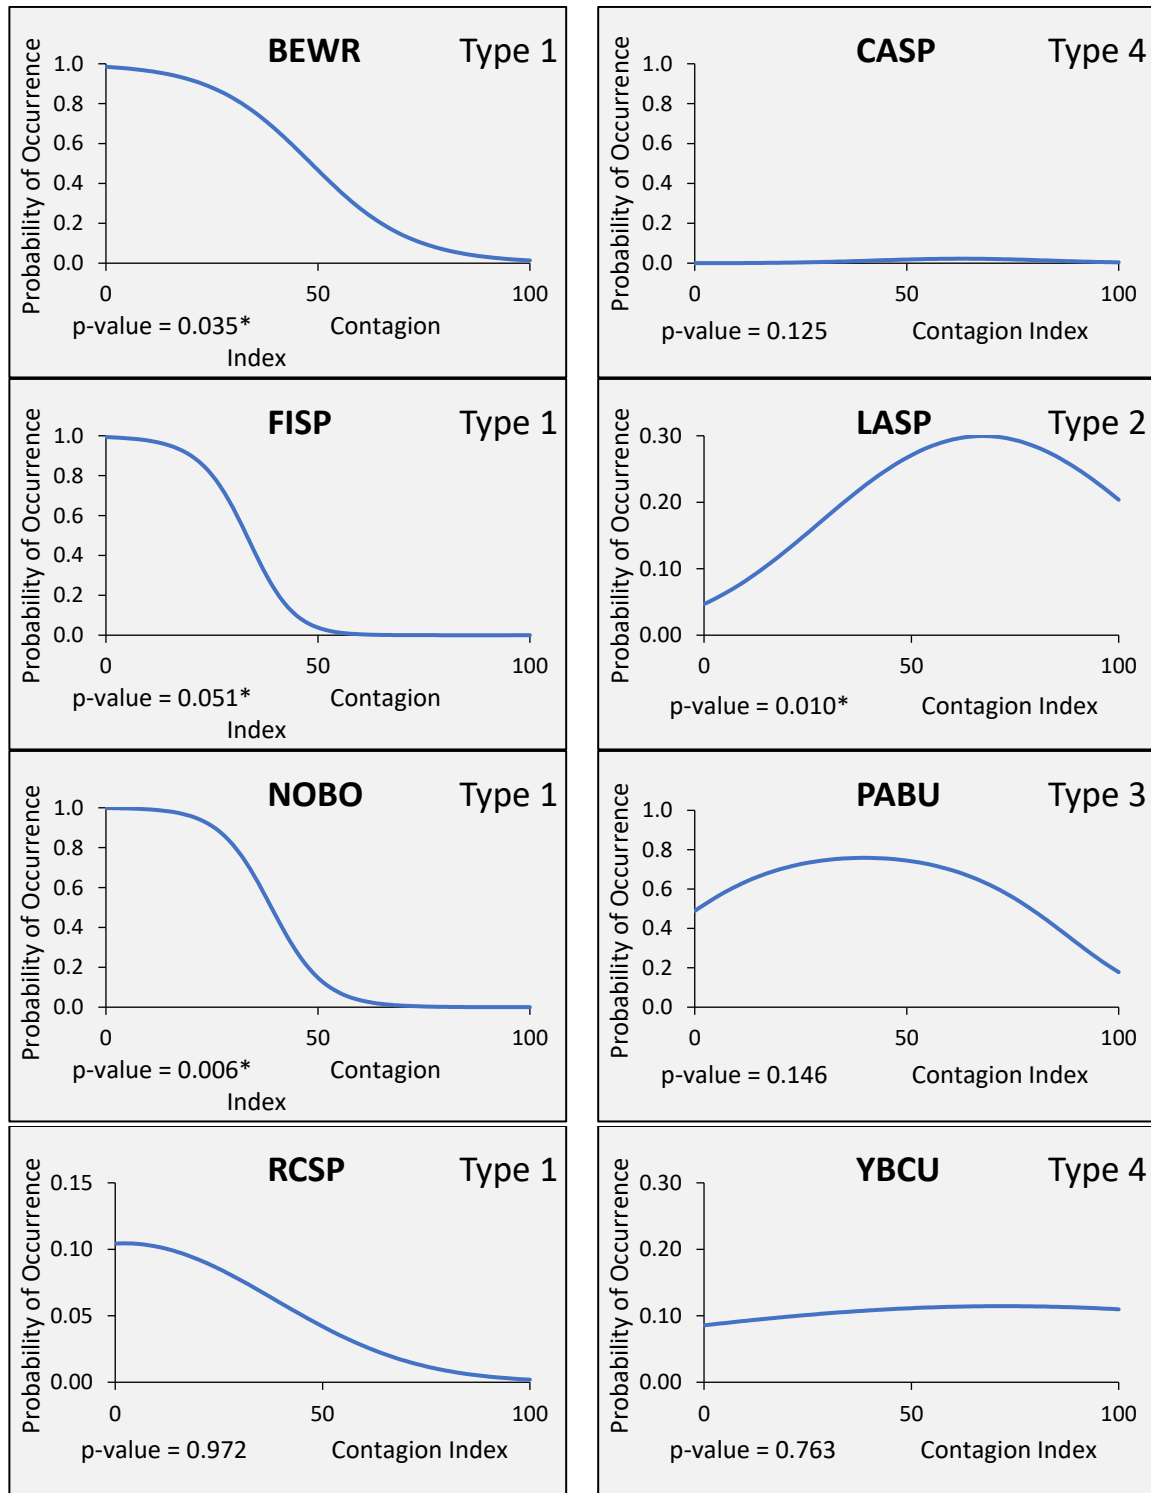 BEWR Type 1
Probability of Occurrence
1.0
0.8
0.6
0.4
0.2
0.0
0 50 100
p-value = 0.035* Contagion
Index
CASP Type 4
Probability of Occurrence
1.0
0.8
0.6
0.4
0.2
0.0
0 50 100
p-value = 0.125 Contagion Index
FISP Type 1
Probability of Occurrence
1.0
0.8
0.6
0.4
0.2
0.0
0 50 100
p-value = 0.051* Contagion
Index
LASP Type 2
Probability of Occurrence
0.30
0.20
0.10
0.00
0 50 100
p-value = 0.010* Contagion Index
NOBO Type 1
Probability of Occurrence
1.0
0.8
0.6
0.4
0.2
0.0
0 50 100
p-value = 0.006* Contagion
Index
PABU Type 3
Probability of Occurrence
1.0
0.8
0.6
0.4
0.2
0.0
0 50 100
p-value = 0.146 Contagion Index
RCSP Type 1
Probability of Occurrence
0.15
0.10
0.05
0.00
0 50 100
p-value = 0.972 Contagion Index
YBCU Type 4
Probability of Occurrence
0.30
0.20
0.10
0.00
0 50 100
p-value = 0.763 Contagion Index